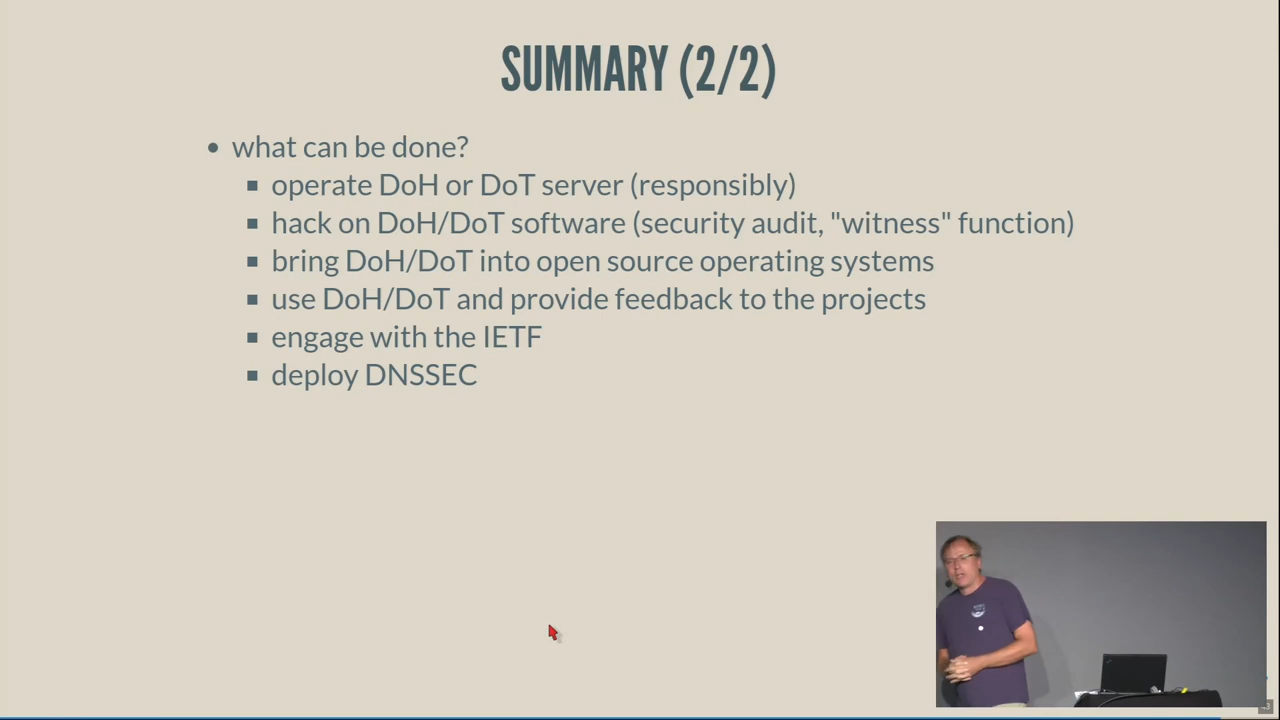 SUMMARY (2/2)
• what can be done?
▪ operate DoH or DoT server (responsibly)
▪ hack on DoH/DoT software (security audit, "witness" function)
▪ bring DoH/DoT into open source operating systems
▪ use DoH/DoT and provide feedback to the projects
▪ engage with the IETF
▪ deploy DNSSEC